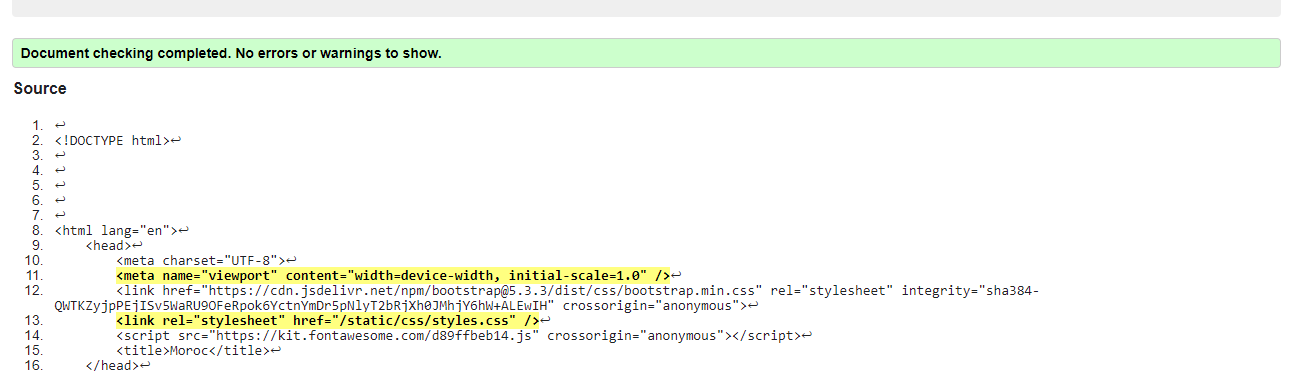 Document checking completed. No errors or warnings to show.
Source
1. ↩
2. <!DOCTYPE html>↩
3. ↩
4. ↩
5. ↩
6. ↩
7. ↩
8. <html lang="en">↩
9. <head>↩
10. <meta charset="UTF-8">↩
11. <meta name="viewport" content="width=device-width, initial-scale=1.0" />↩
12. <link href="https://cdn.jsdelivr.net/npm/bootstrap@5.3.3/dist/css/bootstrap.min.css" rel="stylesheet" integrity="sha384-
QWTKZyjpPEjISv5WaRU9OFeRpok6YctnYmDr5pNlyT2bRjXh0JMhjY6hW+ALEwIH" crossorigin="anonymous">↩
13. <link rel="stylesheet" href="/static/css/styles.css" />↩
14. <script src="https://kit.fontawesome.com/d89ffbeb14.js" crossorigin="anonymous"></script>↩
15. <title>Moroc</title>↩
16. </head>↩